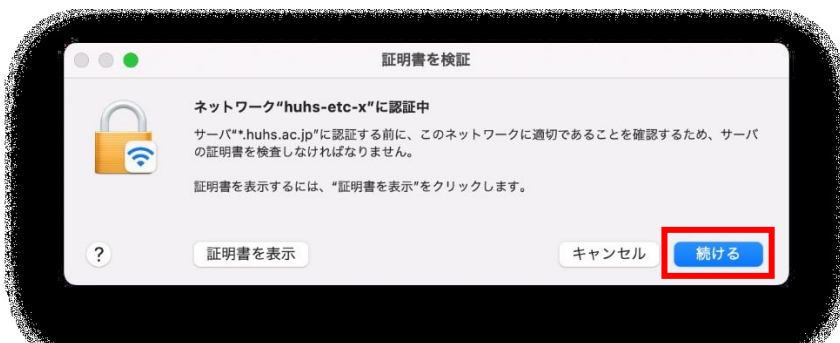 証明書を検証
ネットワーク“huhs-etc-x”に認証中
サーバ“*.huhs.ac.jp”に認証する前に、このネットワークに適切であることを確認するため、サーバ
の証明書を検査しなければなりません。
証明書を表示するには、“証明書を表示”をクリックします。
? 証明書を表示 キャンセル 続ける